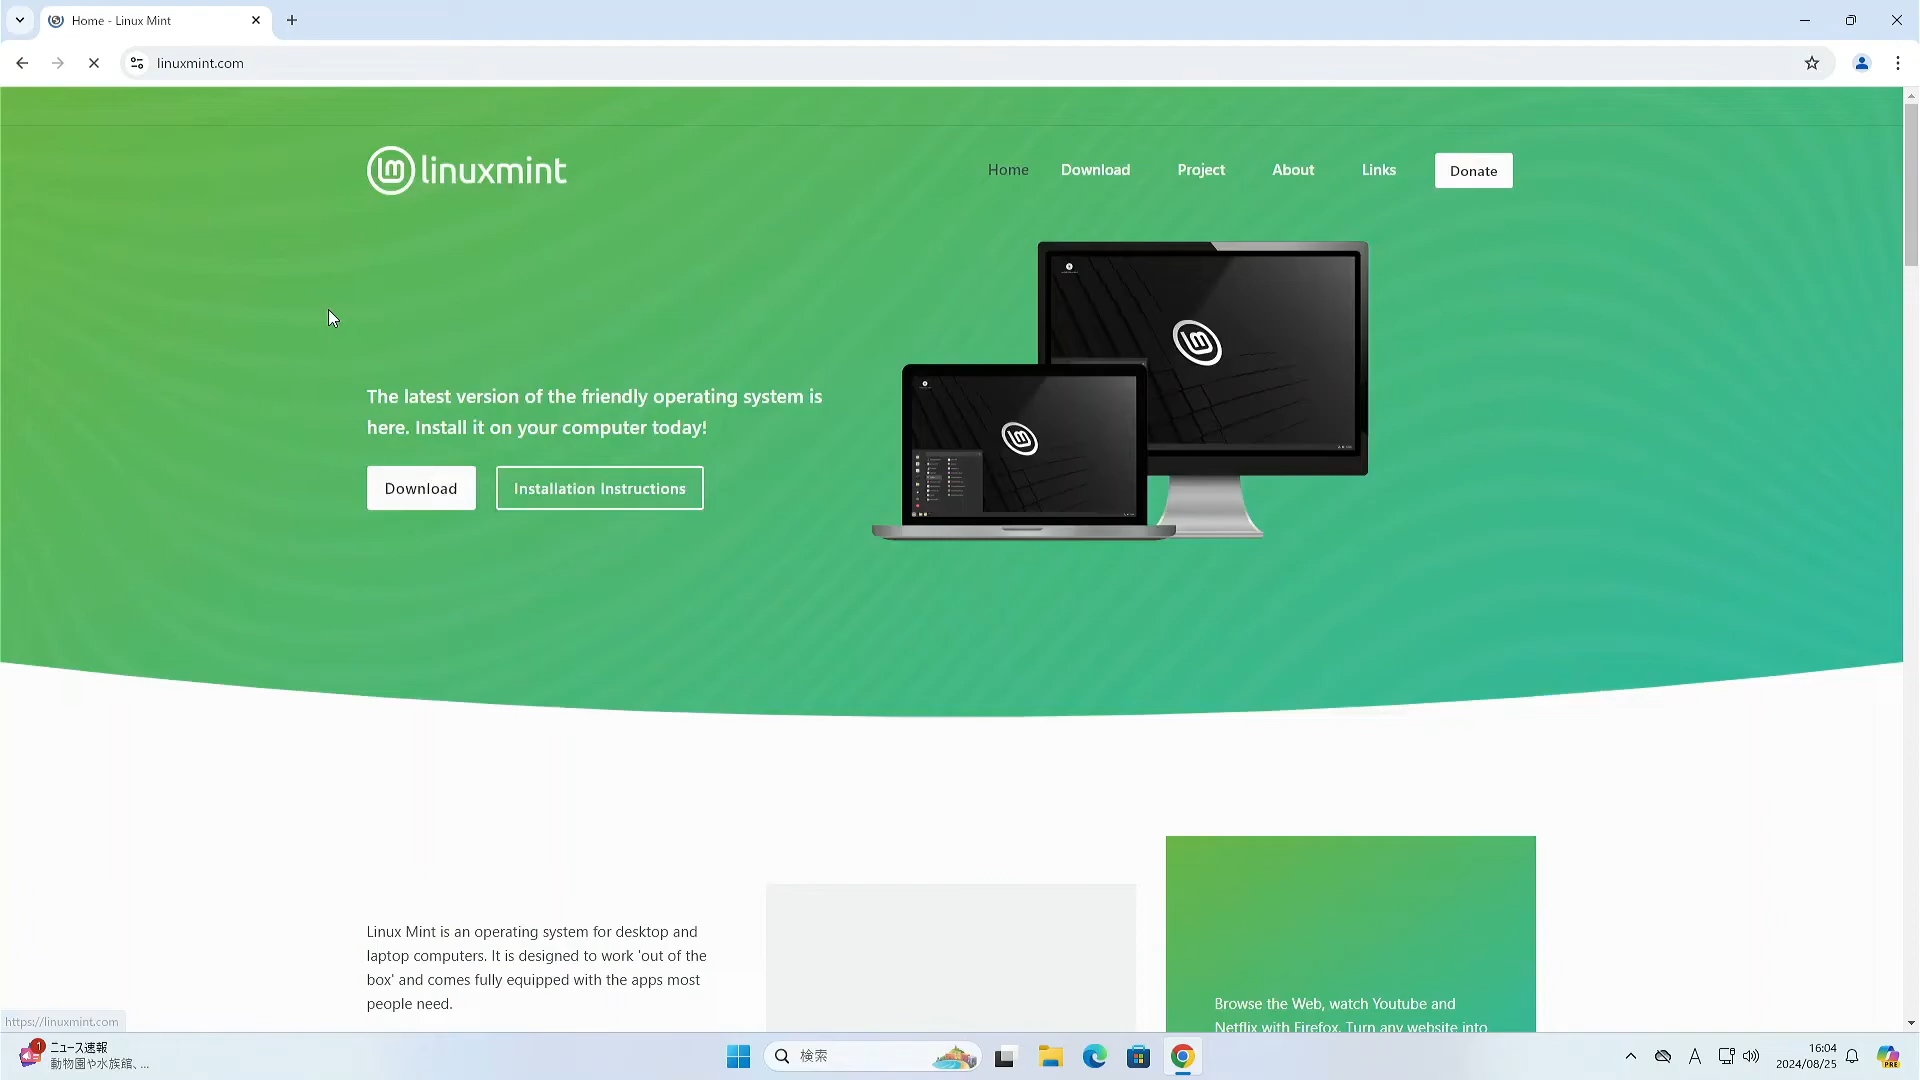 Home - Linux Mint
linuxmint.com
linuxmint
Home
Download
Project
About
Links
Donate
The latest version of the friendly operating system is
here. Install it on your computer today!
Download
Installation Instructions
Linux Mint is an operating system for desktop and
laptop computers. It is designed to work 'out of the
box' and comes fully equipped with the apps most
people need.
Browse the Web, watch Youtube and
Netflix with Firefox. Turn any website into
https://linuxmint.com
1
ニュース速報
動物園や水族館、...
検索
A
16:04
2024/08/25
PRE